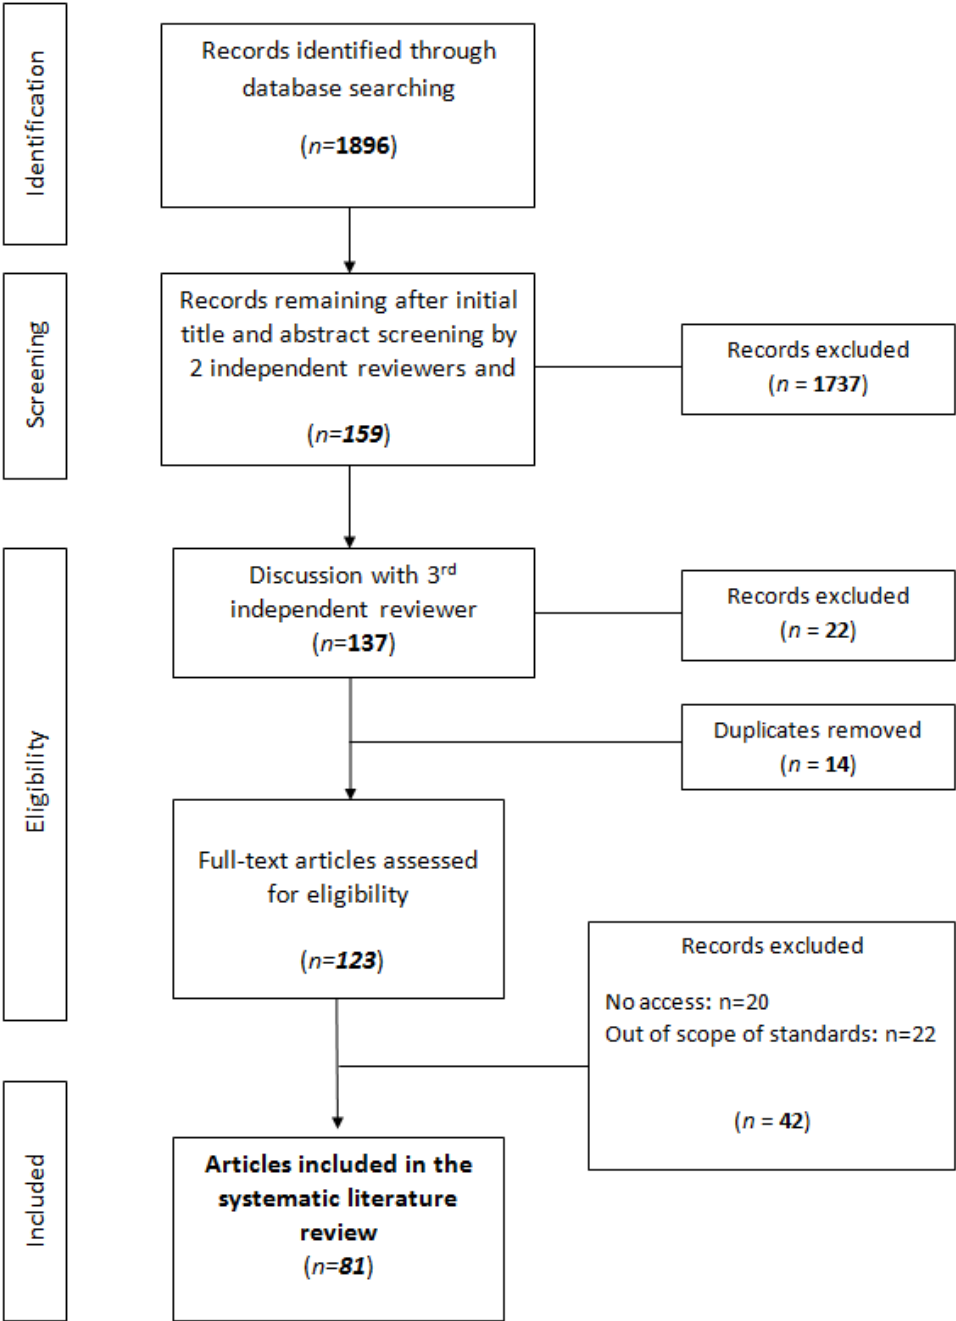 Identification
Records identified through
database searching
(n=1896)
Screening
Records remaining after initial
title and abstract screening by
2 independent reviewers and
(n=159)
Records excluded
(n = 1737)
Eligibility
Discussion with 3rd
independent reviewer
(n=137)
Records excluded
(n = 22)
Duplicates removed
(n = 14)
Full-text articles assessed
for eligibility
(n=123)
Records excluded
No access: n=20
Out of scope of standards: n=22
(n = 42)
Included
Articles included in the
systematic literature
review
(n=81)